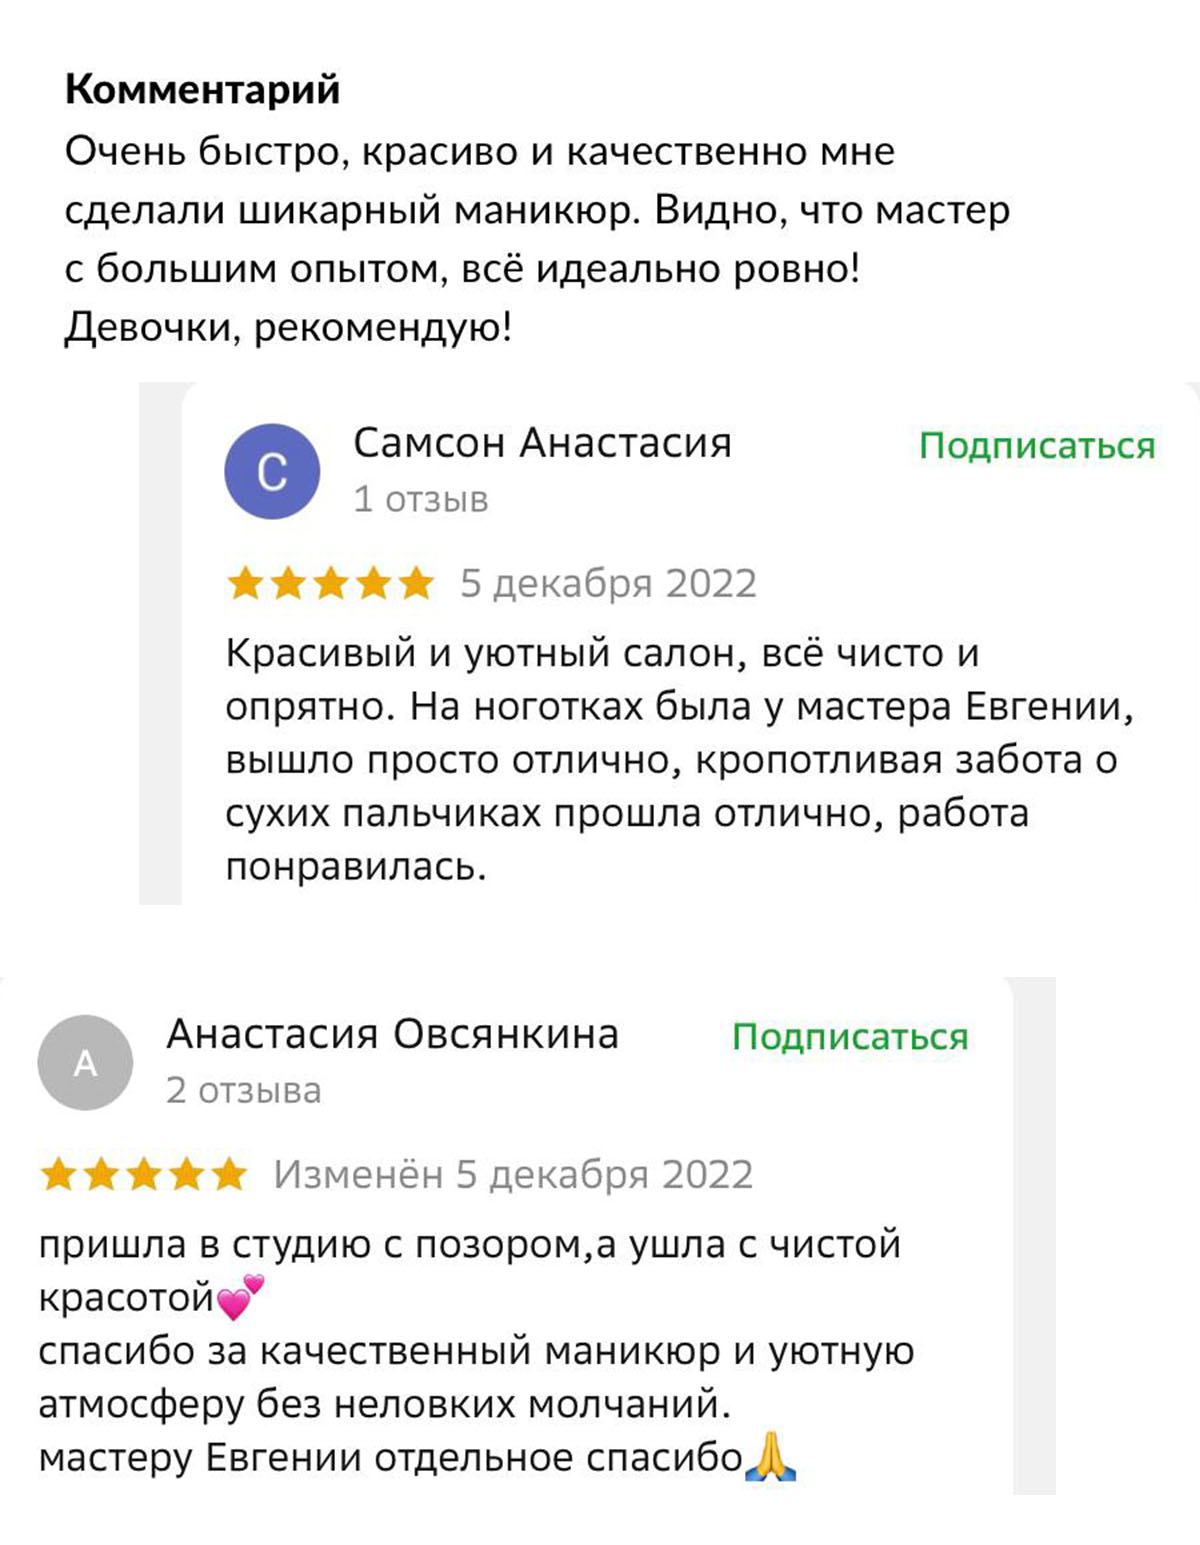 Комментарий
Очень быстро, красиво и качественно мне
сделали шикарный маникюр. Видно, что мастер
с большим опытом, всё идеально ровно!
Девочки, рекомендую!
С
Самсон Анастасия
Подписаться
1 отзыв
5 декабря 2022
Красивый и уютный салон, всё чисто и
опрятно. На ноготках была у мастера Евгении,
вышло просто отлично, кропотливая забота о
сухих пальчиках прошла отлично, работа
понравилась.
А
Анастасия Овсянкина
Подписаться
2 отзыва
Изменён 5 декабря 2022
пришла в студию с позором,а ушла с чистой
красотой💕
спасибо за качественный маникюр и уютную
атмосферу без неловких молчаний.
мастеру Евгении отдельное спасибо🙏